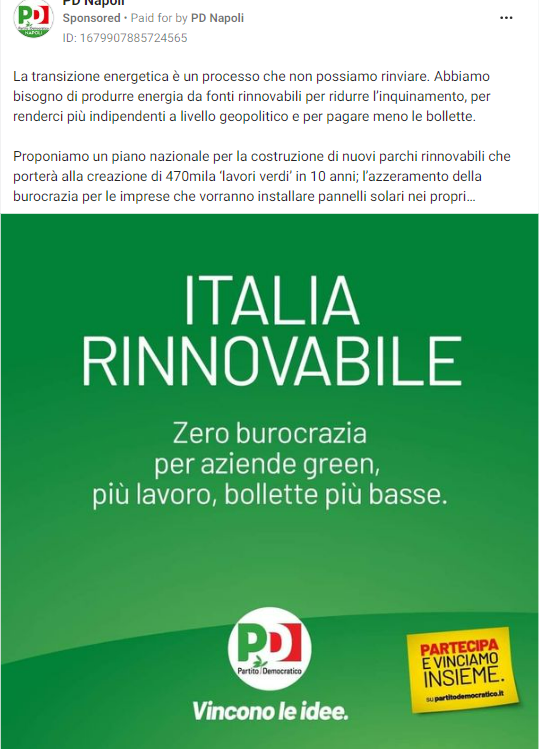 PD Napoli
Sponsored • Paid for by PD Napoli
ID: 1679907885724565
La transizione energetica è un processo che non possiamo rinviare. Abbiamo
bisogno di produrre energia da fonti rinnovabili per ridurre l’inquinamento, per
renderci più indipendenti a livello geopolitico e per pagare meno le bollette.
Proponiamo un piano nazionale per la costruzione di nuovi parchi rinnovabili che
porterà alla creazione di 470mila ‘lavori verdi’ in 10 anni; l’azzeramento della
burocrazia per le imprese che vorranno installare pannelli solari nei propri…
ITALIA
RINNOVABILE
Zero burocrazia
per aziende green,
più lavoro, bollette più basse.
PD
Partito Democratico
Vincono le idee.
PARTECIPA
E VINCIAMO
INSIEME.
su partitodemocratico.it